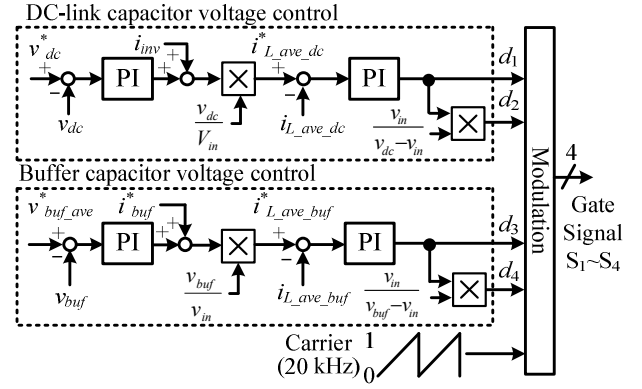 DC-link capacitor voltage control
v*dc
+
−
vdc
PI
+
+
iinv
×
vdc
Vin
i*L_ave_dc
+
−
iL_ave_dc
PI
vin
vdc−vin
×
d1
d2
Buffer capacitor voltage control
v*buf_ave
+
−
vbuf
PI
+
+
i*buf
×
vbuf
vin
i*L_ave_buf
+
−
iL_ave_buf
PI
vin
vbuf−vin
×
d3
d4
Modulation
4
Gate
Signal
S1~S4
Carrier
(20 kHz)
1
0